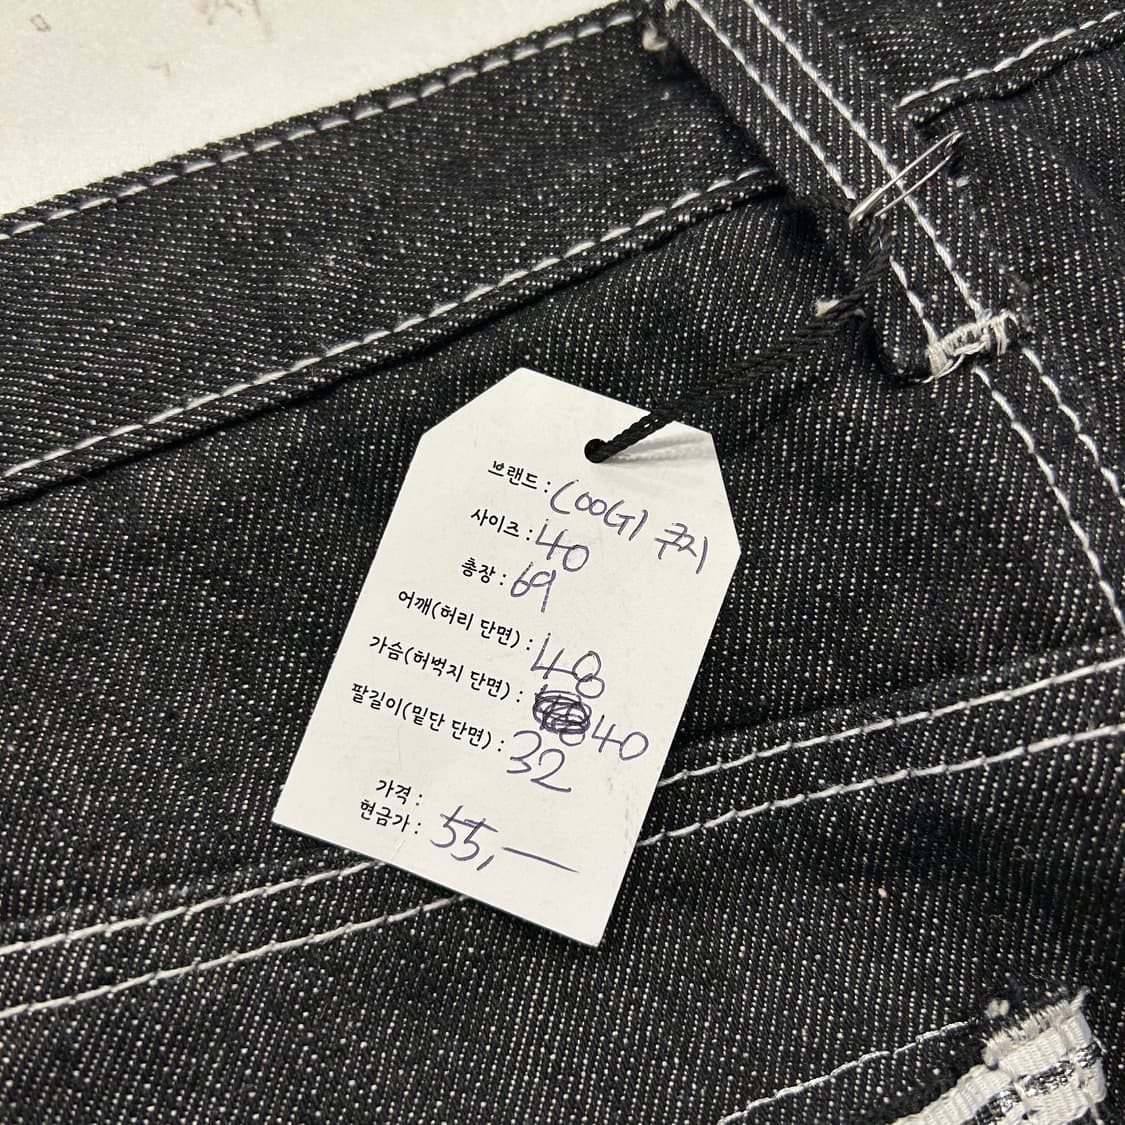 브랜드 : COOGI 쿠지
사이즈 : 40
총장 : 69
어깨(허리 단면) : 48
가슴(허벅지 단면) : 40
팔길이(밑단 단면) : 32
가격 :
현금가 : 55,—